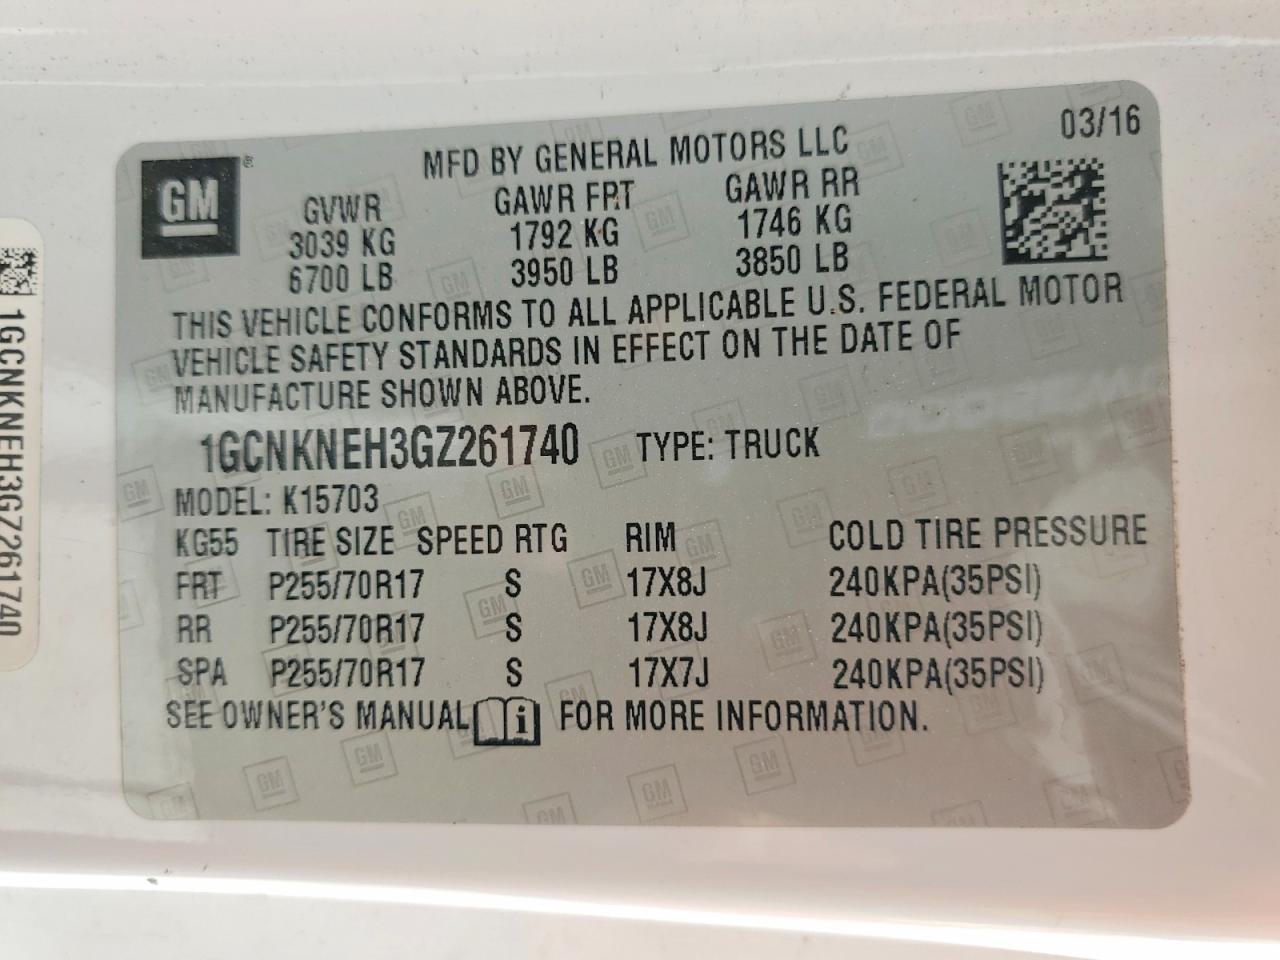 GM ®
MFD BY GENERAL MOTORS LLC
03/16
GVWR GAWR FRT GAWR RR
3039 KG 1792 KG 1746 KG
6700 LB 3950 LB 3850 LB
THIS VEHICLE CONFORMS TO ALL APPLICABLE U.S. FEDERAL MOTOR
VEHICLE SAFETY STANDARDS IN EFFECT ON THE DATE OF
MANUFACTURE SHOWN ABOVE.
1GCNKNEH3GZ261740 TYPE: TRUCK
MODEL: K15703
KG55 TIRE SIZE SPEED RTG RIM COLD TIRE PRESSURE
FRT P255/70R17 S 17X8J 240KPA(35PSI)
RR P255/70R17 S 17X8J 240KPA(35PSI)
SPA P255/70R17 S 17X7J 240KPA(35PSI)
SEE OWNER'S MANUAL i FOR MORE INFORMATION.
1GCNKNEH3GZ261740